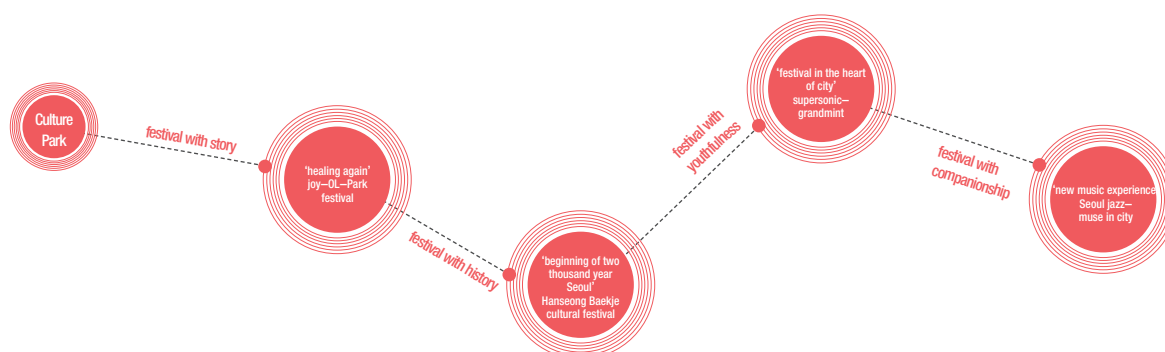 Culture
Park
festival with story
‘healing again’
joy–OL–Park
festival
festival with history
‘beginning of two
thousand year
Seoul’
Hanseong Baekje
cultural festival
festival with
youthfulness
‘festival in the heart
of city’
supersonic–
grandmint
festival with
companionship
‘new music experience
Seoul jazz–
muse in city